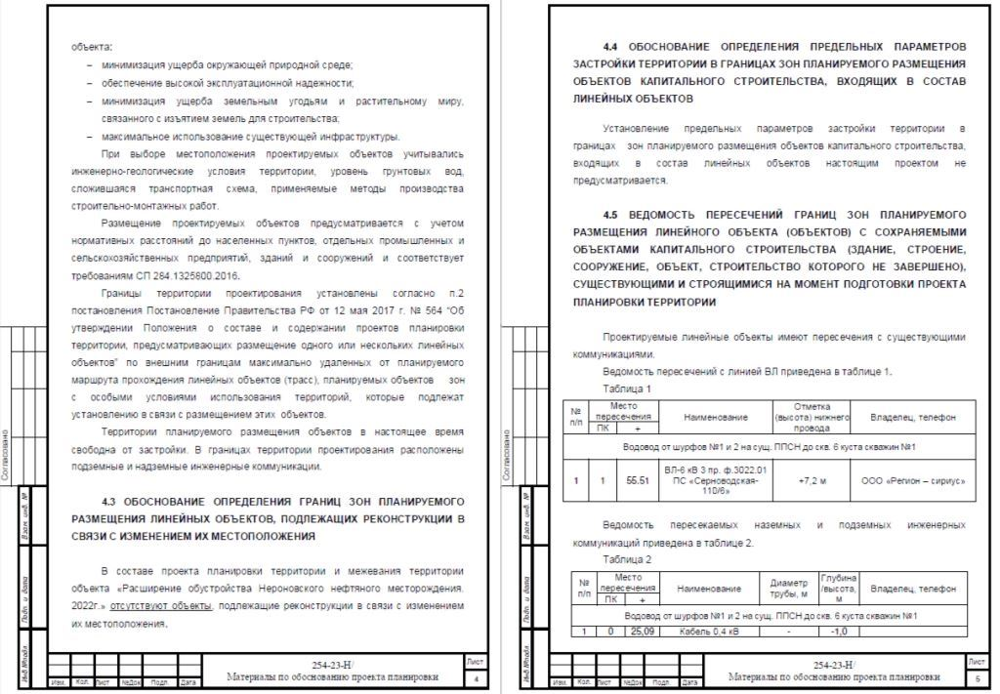 объекта:
– минимизация ущерба окружающей природной среде;
– обеспечение высокой эксплуатационной надежности;
– минимизация ущерба земельным угодьям и растительному миру,
связанного с изъятием земель для строительства;
– максимальное использование существующей инфраструктуры.
При выборе местоположения проектируемых объектов учитывались
инженерно-геологические условия территории, уровень грунтовых вод,
сложившаяся транспортная схема, применяемые методы производства
строительно-монтажных работ.
Размещение проектируемых объектов предусматривается с учетом
нормативных расстояний до населенных пунктов, отдельных промышленных и
сельскохозяйственных предприятий, зданий и сооружений и соответствует
требованиям СП 284.1325800.2016.
Границы территории проектирования установлены согласно п.2
постановления Постановление Правительства РФ от 12 мая 2017 г. № 564 "Об
утверждении Положения о составе и содержании проектов планировки
территории, предусматривающих размещение одного или нескольких линейных
объектов" по внешним границам максимально удаленных от планируемого
маршрута прохождения линейных объектов (трасс), планируемых объектов зон
с особыми условиями использования территорий, которые подлежат
установлению в связи с размещением этих объектов.
Территории планируемого размещения объектов в настоящее время
свободна от застройки. В границах территории проектирования расположены
подземные и надземные инженерные коммуникации.
4.3 ОБОСНОВАНИЕ ОПРЕДЕЛЕНИЯ ГРАНИЦ ЗОН ПЛАНИРУЕМОГО
РАЗМЕЩЕНИЯ ЛИНЕЙНЫХ ОБЪЕКТОВ, ПОДЛЕЖАЩИХ РЕКОНСТРУКЦИИ В
СВЯЗИ С ИЗМЕНЕНИЕМ ИХ МЕСТОПОЛОЖЕНИЯ
В составе проекта планировки территории и межевания территории
объекта «Расширение обустройства Нероновского нефтяного месторождения.
2022г.» отсутствуют объекты, подлежащие реконструкции в связи с изменением
их местоположения.
Согласовано
Взам. инв. №
Подп. и дата
Инв.№подл.
Изм. Кол. Лист №Док Подп. Дата
254-23-Н/
Материалы по обоснованию проекта планировки
Лист
4
4.4 ОБОСНОВАНИЕ ОПРЕДЕЛЕНИЯ ПРЕДЕЛЬНЫХ ПАРАМЕТРОВ
ЗАСТРОЙКИ ТЕРРИТОРИИ В ГРАНИЦАХ ЗОН ПЛАНИРУЕМОГО РАЗМЕЩЕНИЯ
ОБЪЕКТОВ КАПИТАЛЬНОГО СТРОИТЕЛЬСТВА, ВХОДЯЩИХ В СОСТАВ
ЛИНЕЙНЫХ ОБЪЕКТОВ
Установление предельных параметров застройки территории в
границах зон планируемого размещения объектов капитального строительства,
входящих в состав линейных объектов настоящим проектом не
предусматривается.
4.5 ВЕДОМОСТЬ ПЕРЕСЕЧЕНИЙ ГРАНИЦ ЗОН ПЛАНИРУЕМОГО
РАЗМЕЩЕНИЯ ЛИНЕЙНОГО ОБЪЕКТА (ОБЪЕКТОВ) С СОХРАНЯЕМЫМИ
ОБЪЕКТАМИ КАПИТАЛЬНОГО СТРОИТЕЛЬСТВА (ЗДАНИЕ, СТРОЕНИЕ,
СООРУЖЕНИЕ, ОБЪЕКТ, СТРОИТЕЛЬСТВО КОТОРОГО НЕ ЗАВЕРШЕНО),
СУЩЕСТВУЮЩИМИ И СТРОЯЩИМИСЯ НА МОМЕНТ ПОДГОТОВКИ ПРОЕКТА
ПЛАНИРОВКИ ТЕРРИТОРИИ
Проектируемые линейные объекты имеют пересечения с существующими
коммуникациями.
Ведомость пересечений с линией ВЛ приведена в таблице 1.
Таблица 1
№ п/п Место пересечения ПК + Наименование Отметка (высота) нижнего провода Владелец, телефон
Водовод от шурфов №1 и 2 на сущ. ППСН до скв. 6 куста скважин №1
1 1 55.51 ВЛ-6 кВ 3 пр. ф.3022.01 ПС «Серноводская-110/6» +7,2 м ООО «Регион – сириус»
Ведомость пересекаемых наземных и подземных инженерных
коммуникаций приведена в таблице 2.
Таблица 2
№ п/п Место пересечения ПК + Наименование Диаметр трубы, м Глубина /высота, м Владелец, телефон
Водовод от шурфов №1 и 2 на сущ. ППСН до скв. 6 куста скважин №1
1 0 25,09 Кабель 0,4 кВ - -1,0
Согласовано
Взам. инв. №
Подп. и дата
Инв.№подл.
Изм. Кол. Лист №Док Подп. Дата
254-23-Н/
Материалы по обоснованию проекта планировки
Лист
5